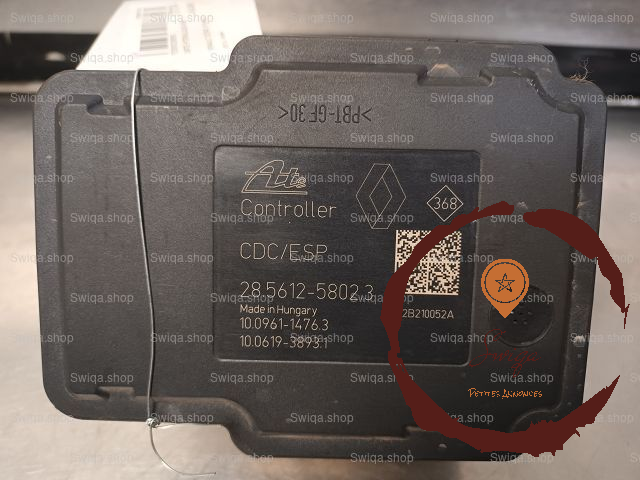 >PBT-GF30<
Ate
Controller
368
CDC/ESP
28.5612-5802.3
Made in Hungary
10.0961-1476.3
10.0619-3893.1
2B210052A
PETITES ANNONCES
Swiqa.shop